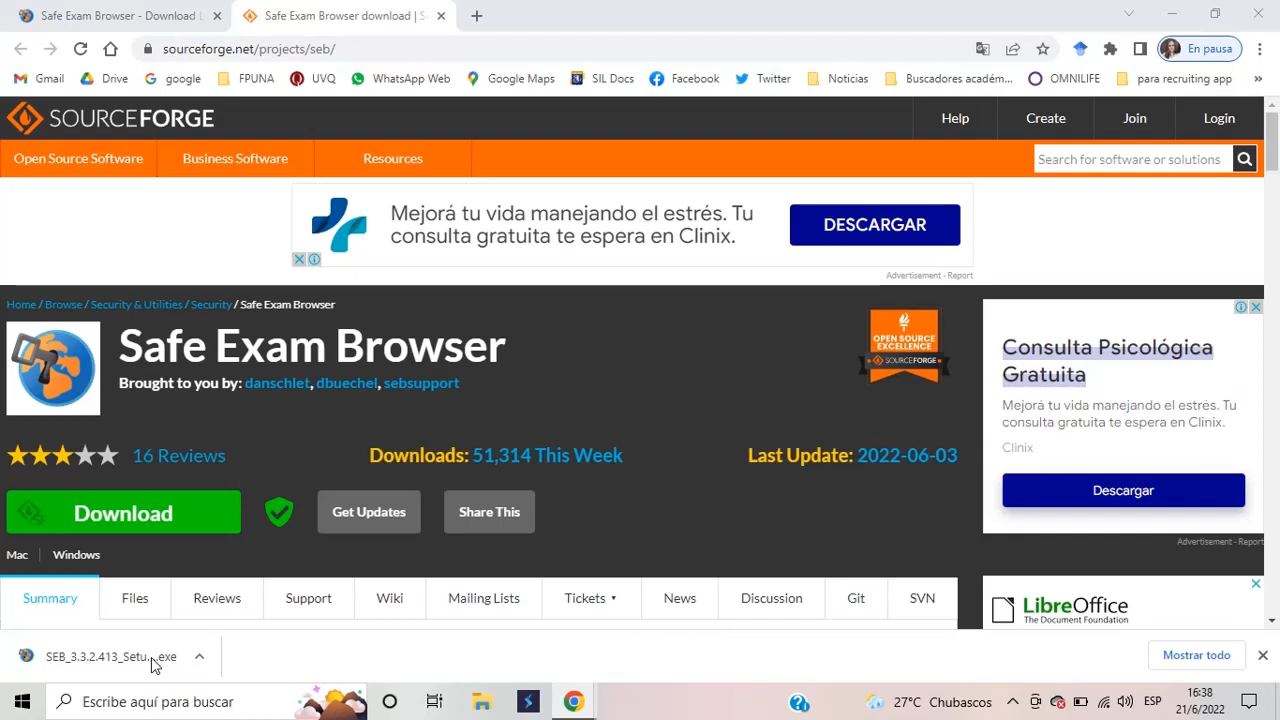 Safe Exam Browser - Download L
Safe Exam Browser download | S
sourceforge.net/projects/seb/
En pausa
Gmail
Drive
google
FPUNA
UVQ
WhatsApp Web
Google Maps
SIL Docs
Facebook
Twitter
Noticias
Buscadores académ...
OMNILIFE
para recruiting app
»
SOURCEFORGE
Help
Create
Join
Login
Open Source Software
Business Software
Resources
Search for software or solutions
Mejorá tu vida manejando el estrés. Tu
consulta gratuita te espera en Clinix.
DESCARGAR
Advertisement - Report
Home / Browse / Security & Utilities / Security / Safe Exam Browser
Safe Exam Browser
Brought to you by: danschlet, dbuechel, sebsupport
OPEN SOURCE
EXCELLENCE
SOURCEFORGE
Consulta Psicológica
Gratuita
Mejorá tu vida manejando el estrés. Tu
consulta gratuita te espera en Clinix.
Clinix
Descargar
Advertisement - Report
16 Reviews
Downloads: 51,314 This Week
Last Update: 2022-06-03
Download
Get Updates
Share This
Mac | Windows
Summary
Files
Reviews
Support
Wiki
Mailing Lists
Tickets
News
Discussion
Git
SVN
LibreOffice
The Document Foundation
SEB_3.3.2.413_Setu...exe
Mostrar todo
Escribe aquí para buscar
27°C Chubascos
ESP
16:38
21/6/2022